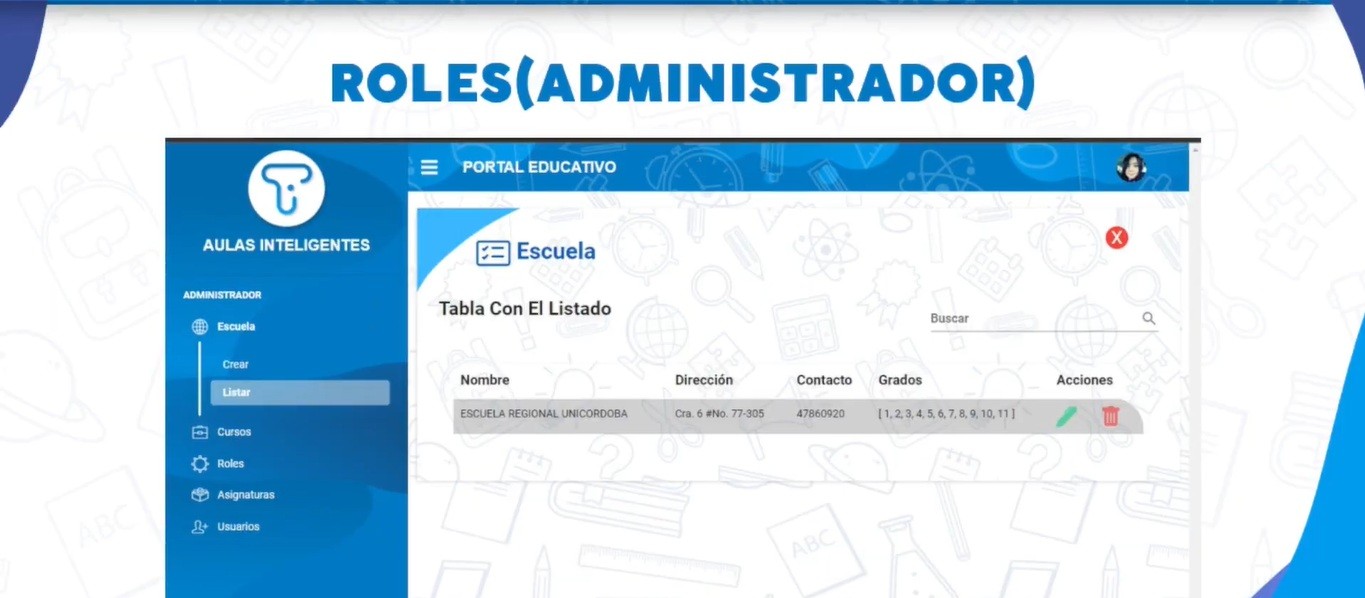 ROLES(ADMINISTRADOR)
AULAS INTELIGENTES
ADMINISTRADOR
Escuela
Crear
Listar
Cursos
Roles
Asignaturas
Usuarios
PORTAL EDUCATIVO
Escuela
X
Tabla Con El Listado
Buscar
Nombre Dirección Contacto Grados Acciones
ESCUELA REGIONAL UNICORDOBA Cra. 6 #No. 77-305 47860920 [ 1, 2, 3, 4, 5, 6, 7, 8, 9, 10, 11 ]
ABC
ABC